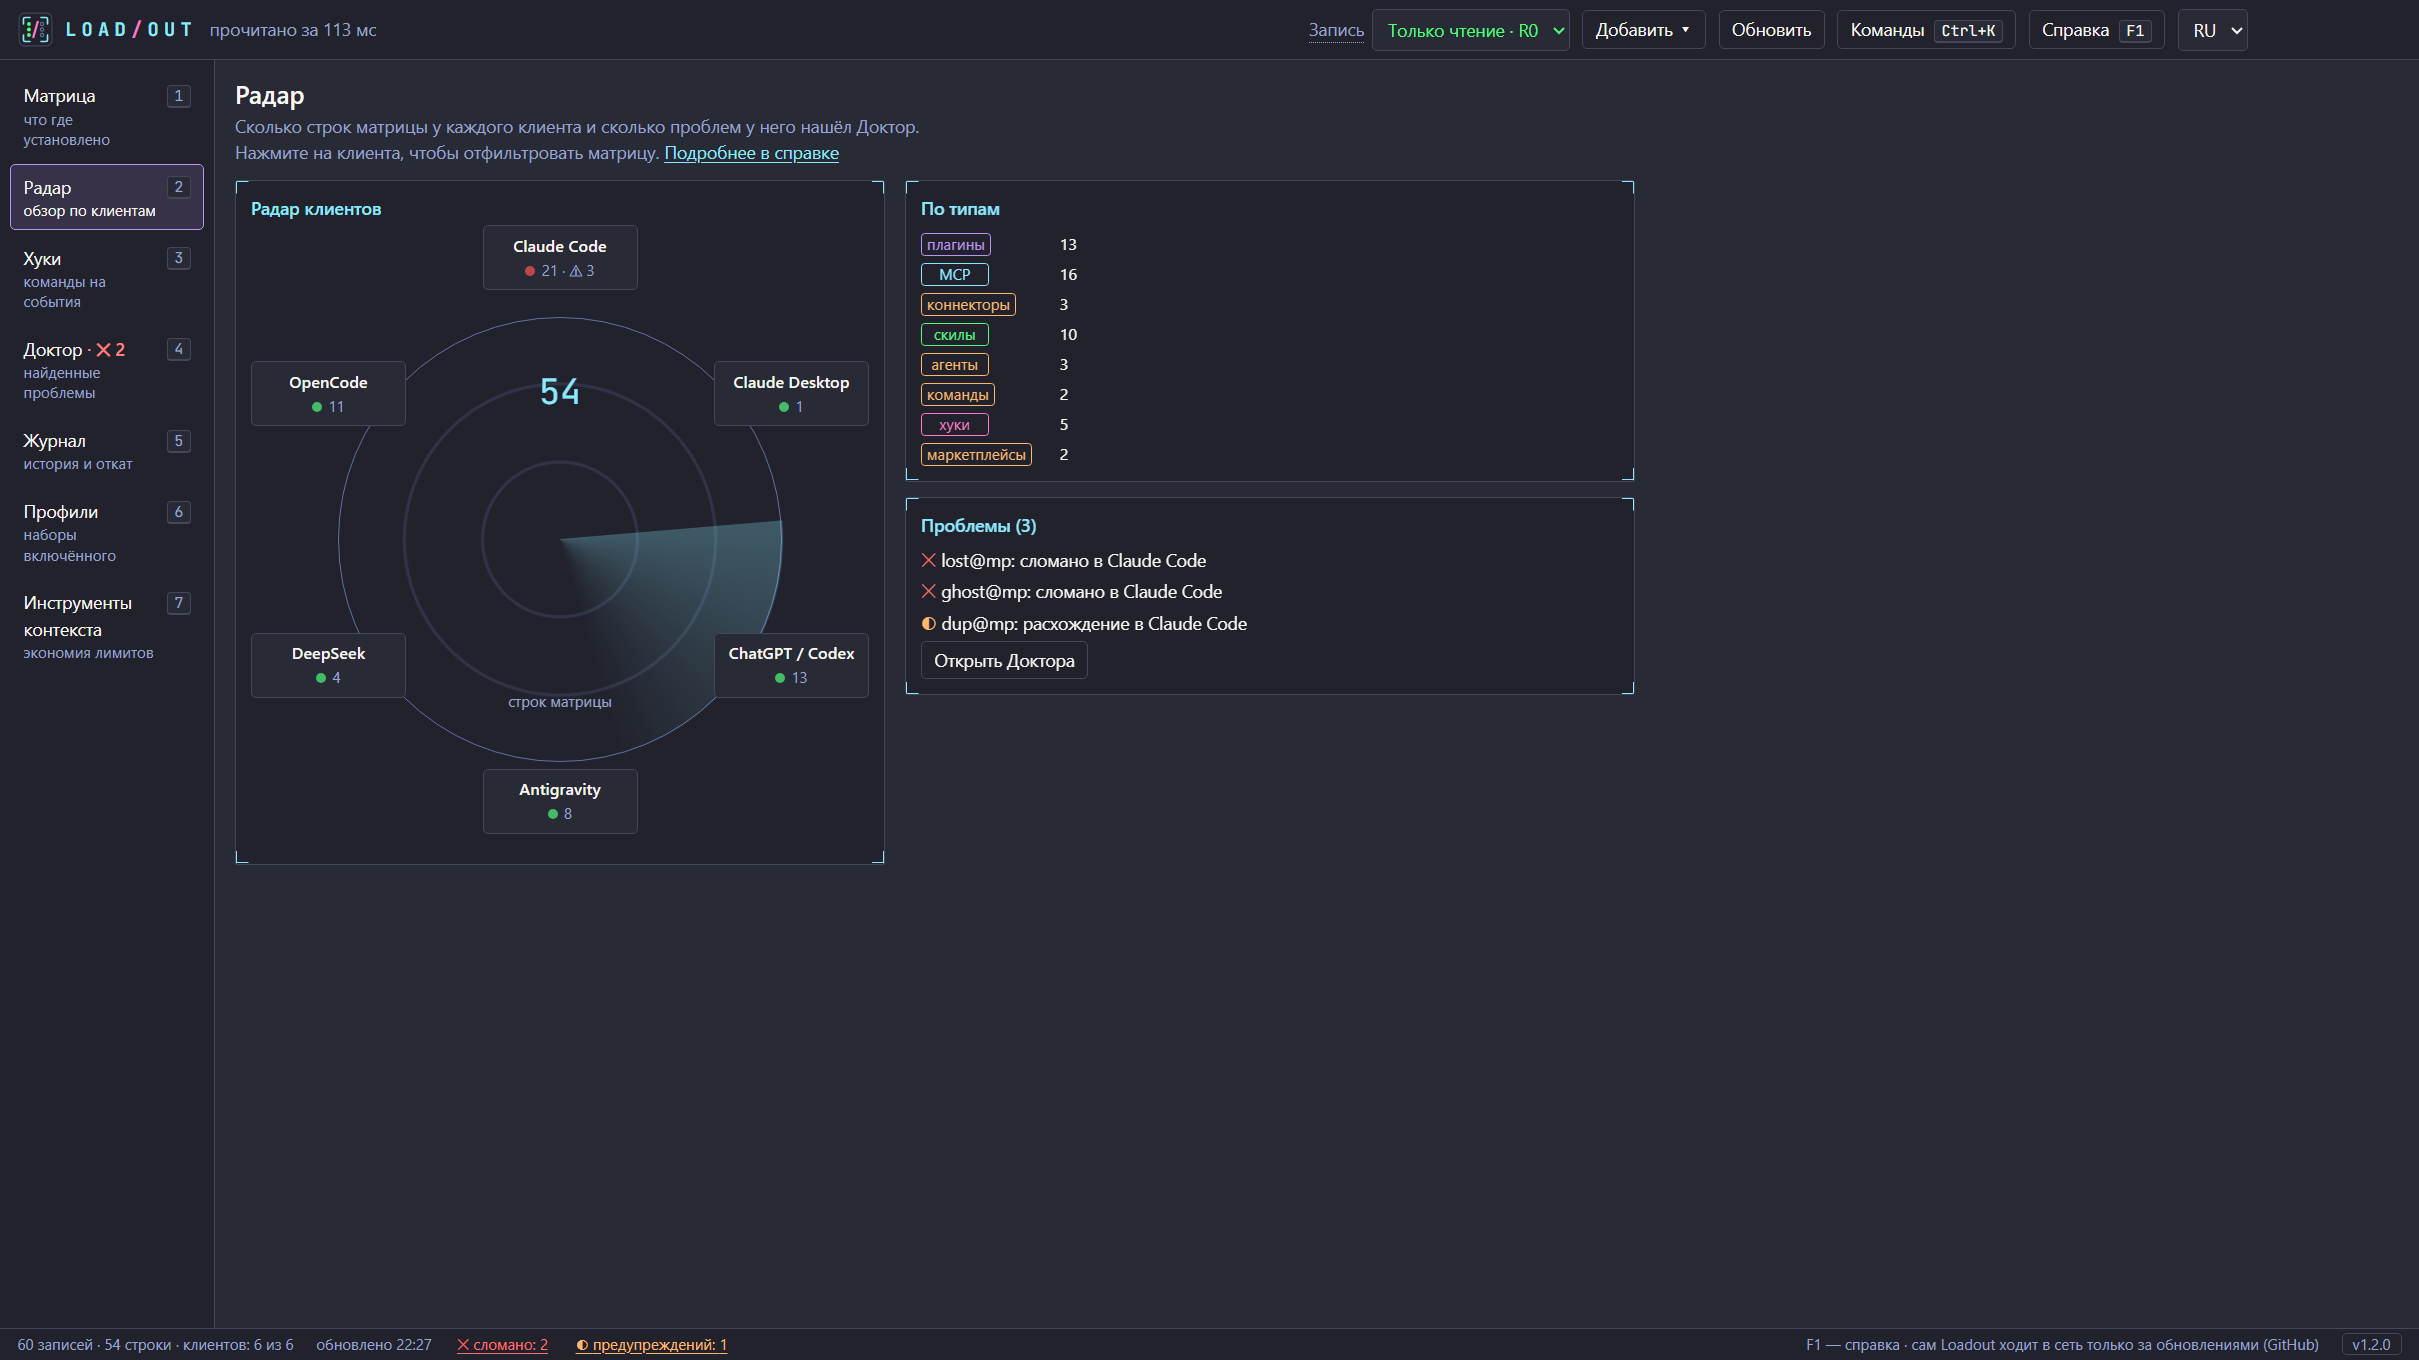 LOAD/OUT прочитано за 113 мс
Запись Только чтение · R0 Добавить Обновить Команды Ctrl+K Справка F1 RU
Матрица 1
что где
установлено
Радар 2
обзор по клиентам
Хуки 3
команды на
события
Доктор · ✕ 2 4
найденные
проблемы
Журнал 5
история и откат
Профили 6
наборы
включённого
Инструменты 7
контекста
экономия лимитов
Радар
Сколько строк матрицы у каждого клиента и сколько проблем у него нашёл Доктор.
Нажмите на клиента, чтобы отфильтровать матрицу. Подробнее в справке
Радар клиентов
Claude Code
21 · ⚠ 3
OpenCode
11
54
Claude Desktop
1
DeepSeek
4
ChatGPT / Codex
13
строк матрицы
Antigravity
8
По типам
плагины 13
MCP 16
коннекторы 3
скилы 10
агенты 3
команды 2
хуки 5
маркетплейсы 2
Проблемы (3)
✕ lost@mp: сломано в Claude Code
✕ ghost@mp: сломано в Claude Code
◐ dup@mp: расхождение в Claude Code
Открыть Доктора
60 записей · 54 строки · клиентов: 6 из 6 обновлено 22:27 ✕ сломано: 2 ◐ предупреждений: 1
F1 — справка · сам Loadout ходит в сеть только за обновлениями (GitHub) v1.2.0